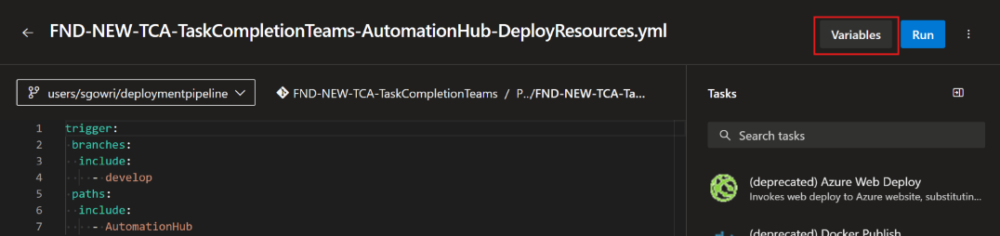 FND-NEW-TCA-TaskCompletionTeams-AutomationHub-DeployResources.yml
Variables
Run
users/sgowri/deploymentpipeline
FND-NEW-TCA-TaskCompletionTeams / P../FND-NEW-TCA-Ta...
1 trigger:
2 branches:
3 include:
4 - develop
5 paths:
6 include:
7 - AutomationHub
Tasks
Search tasks
(deprecated) Azure Web Deploy
Invokes web deploy to Azure website, substitutin...
(deprecated) Docker Publish